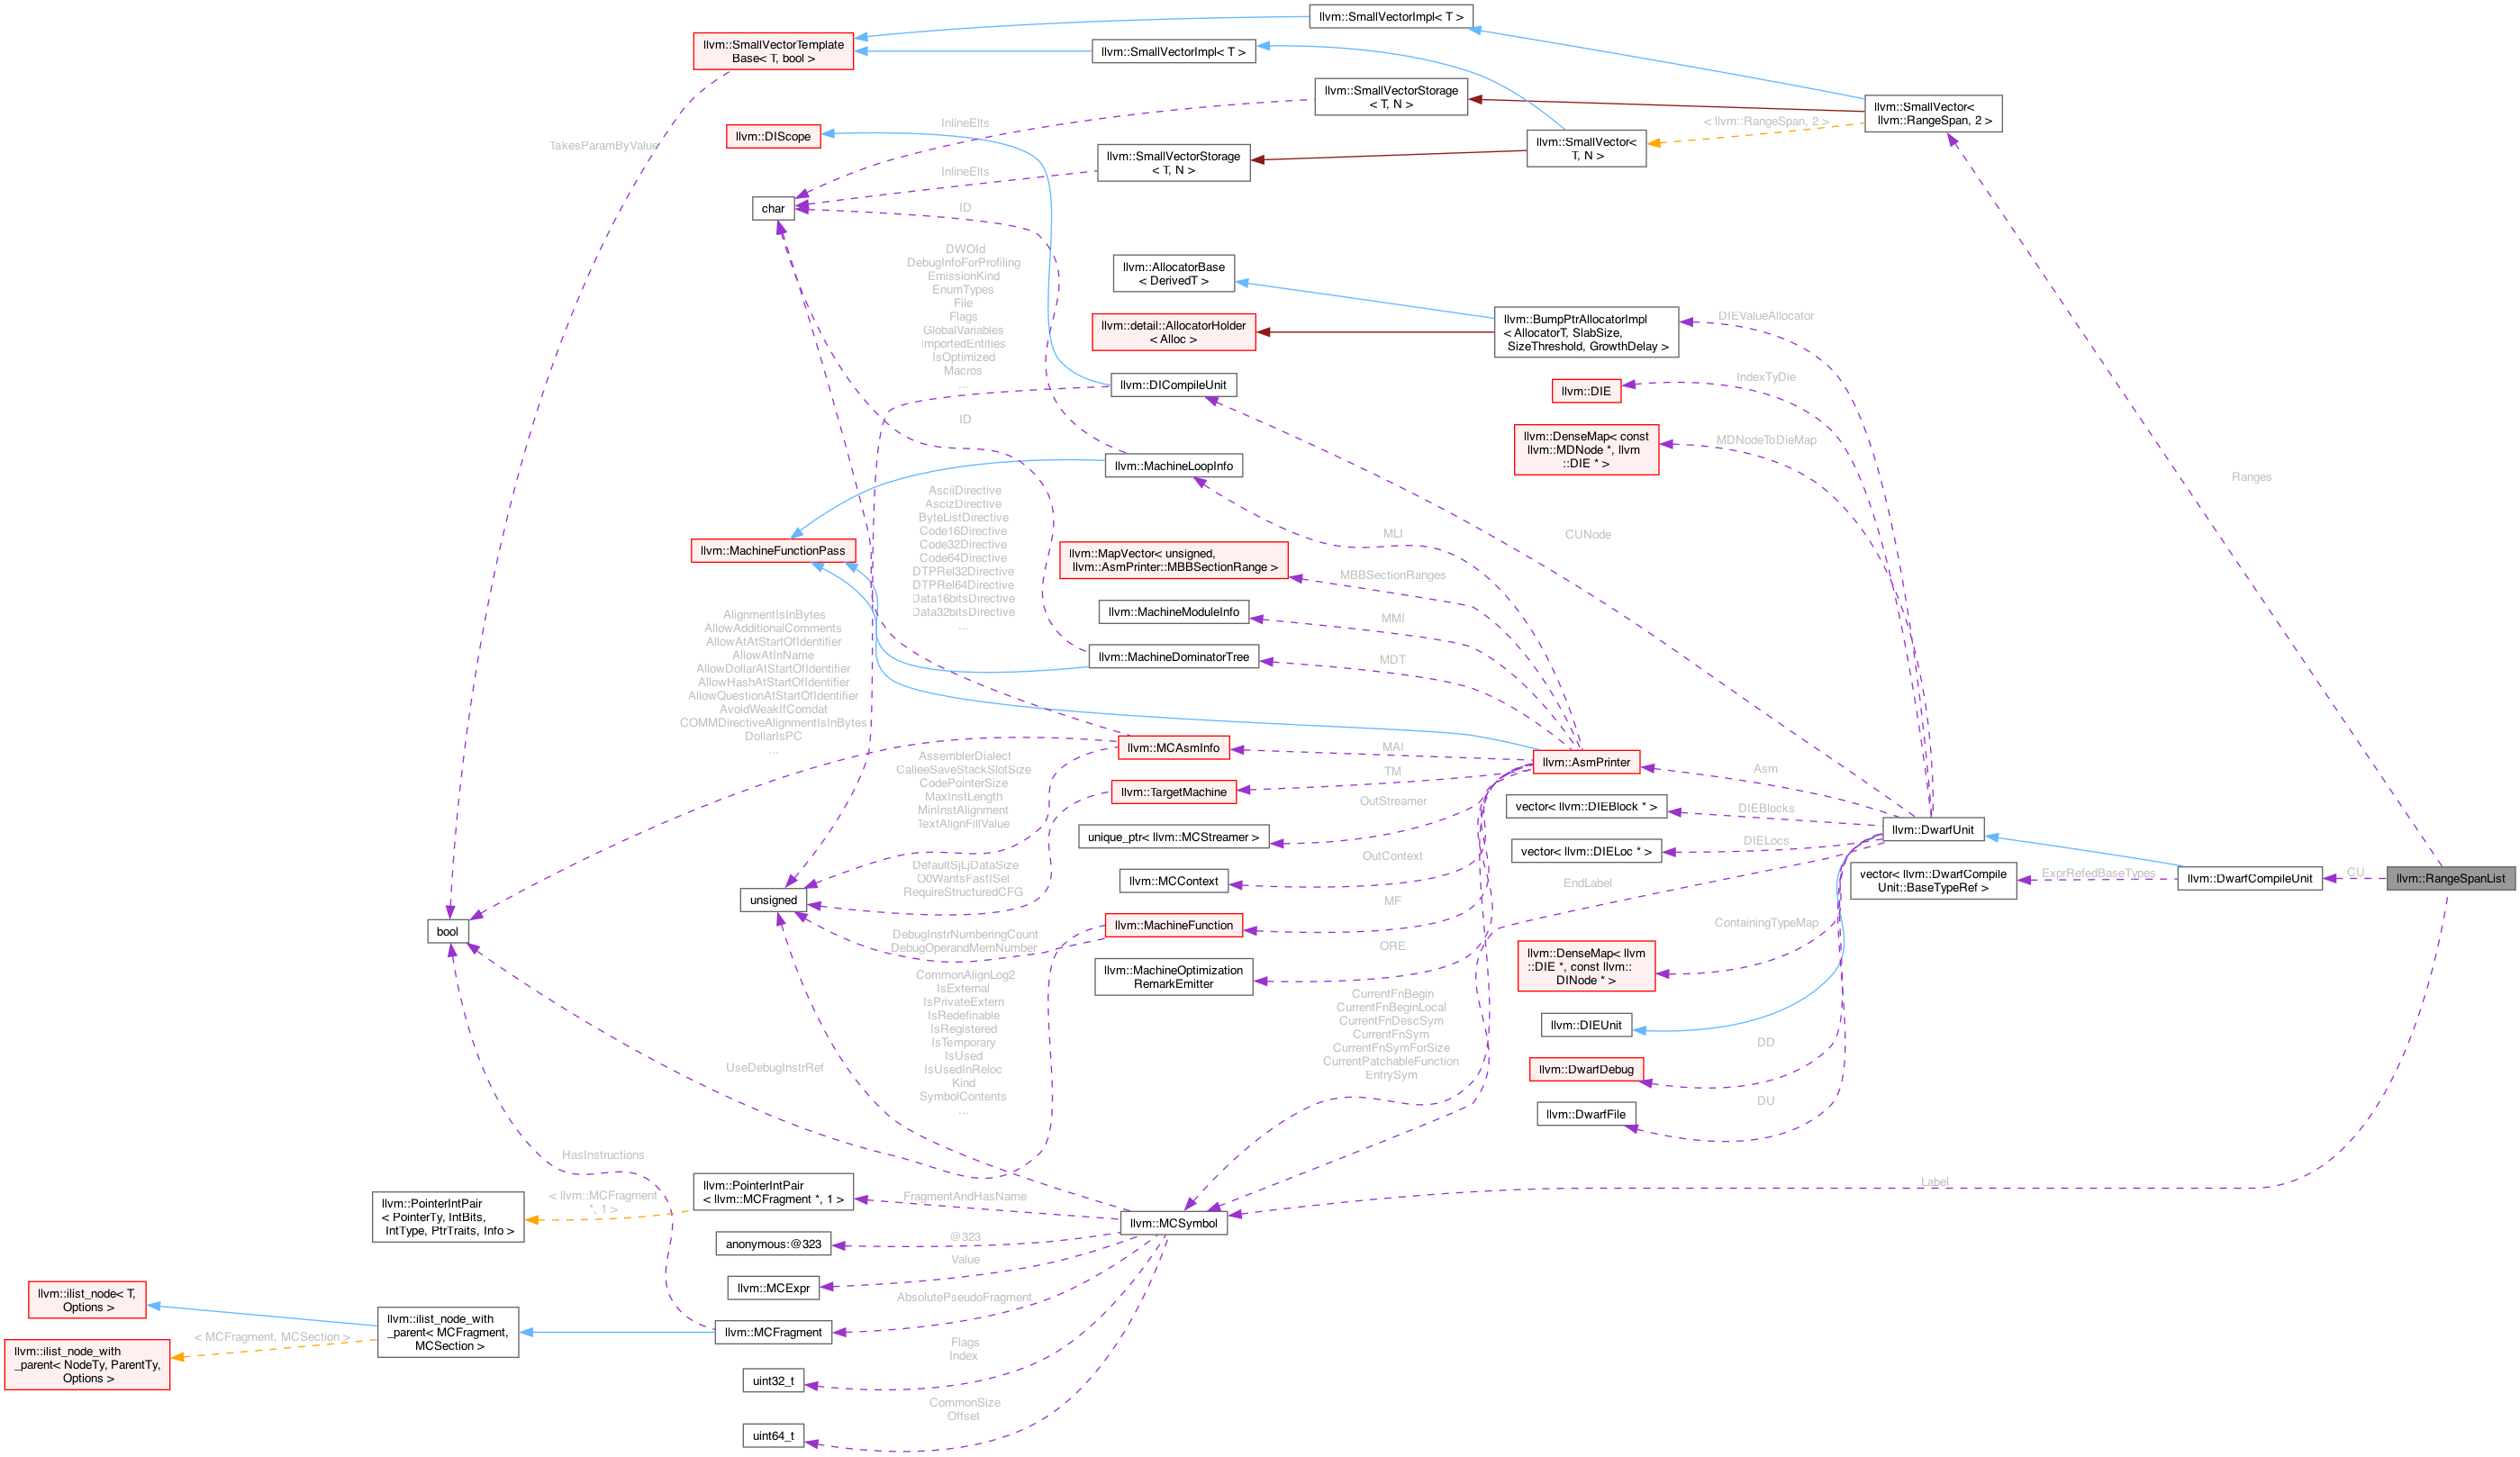 llvm::SmallVectorImpl< T >
llvm::SmallVectorTemplate
Base< T, bool >
llvm::SmallVectorImpl< T >
llvm::SmallVectorStorage
< T, N >
llvm::SmallVector<
llvm::RangeSpan, 2 >
< llvm::RangeSpan, 2 >
InlineElts
llvm::DIScope
TakesParamByValue
llvm::SmallVector<
T, N >
llvm::SmallVectorStorage
< T, N >
InlineElts
char
ID
DWOId
DebugInfoForProfiling
EmissionKind
EnumTypes
File
Flags
GlobalVariables
ImportedEntities
IsOptimized
Macros
...
llvm::AllocatorBase
< DerivedT >
llvm::detail::AllocatorHolder
< Alloc >
llvm::BumpPtrAllocatorImpl
< AllocatorT, SlabSize,
SizeThreshold, GrowthDelay >
DIEValueAllocator
llvm::DICompileUnit
llvm::DIE
IndexTyDie
ID
llvm::DenseMap< const
llvm::MDNode *, llvm
::DIE * >
MDNodeToDieMap
llvm::MachineLoopInfo
Ranges
AsciiDirective
AscizDirective
ByteListDirective
Code16Directive
Code32Directive
Code64Directive
DTPRel32Directive
DTPRel64Directive
Data16bitsDirective
Data32bitsDirective
...
MLI
CUNode
llvm::MachineFunctionPass
llvm::MapVector< unsigned,
llvm::AsmPrinter::MBBSectionRange >
MBBSectionRanges
llvm::MachineModuleInfo
MMI
AlignmentIsInBytes
AllowAdditionalComments
AllowAtAtStartOfIdentifier
AllowAtInName
AllowDollarAtStartOfIdentifier
AllowHashAtStartOfIdentifier
AllowQuestionAtStartOfIdentifier
AvoidWeakIfComdat
COMMDirectiveAlignmentIsInBytes
DollarIsPC
...
llvm::MachineDominatorTree
MDT
llvm::MCAsmInfo
MAI
llvm::AsmPrinter
Asm
AssemblerDialect
CalleeSaveStackSlotSize
CodePointerSize
MaxInstLength
MinInstAlignment
TextAlignFillValue
TM
llvm::TargetMachine
OutStreamer
vector< llvm::DIEBlock * >
DIEBlocks
llvm::DwarfUnit
unique_ptr< llvm::MCStreamer >
vector< llvm::DIELoc * >
DIELocs
DefaultSjLjDataSize
O0WantsFastISel
RequireStructuredCFG
OutContext
llvm::MCContext
EndLabel
vector< llvm::DwarfCompile
Unit::BaseTypeRef >
ExprRefedBaseTypes
llvm::DwarfCompileUnit
CU
llvm::RangeSpanList
unsigned
bool
MF
llvm::MachineFunction
DebugInstrNumberingCount
DebugOperandMemNumber
ContainingTypeMap
ORE
llvm::MachineOptimization
RemarkEmitter
llvm::DenseMap< llvm
::DIE *, const llvm::
DINode * >
CommonAlignLog2
IsExternal
IsPrivateExtern
IsRedefinable
IsRegistered
IsTemporary
IsUsed
IsUsedInReloc
Kind
SymbolContents
...
CurrentFnBegin
CurrentFnBeginLocal
CurrentFnDescSym
CurrentFnSym
CurrentFnSymForSize
CurrentPatchableFunction
EntrySym
llvm::DIEUnit
DD
UseDebugInstrRef
llvm::DwarfDebug
DU
llvm::DwarfFile
HasInstructions
llvm::PointerIntPair
< llvm::MCFragment *, 1 >
FragmentAndHasName
Label
llvm::PointerIntPair
< PointerTy, IntBits,
IntType, PtrTraits, Info >
< llvm::MCFragment
*, 1 >
llvm::MCSymbol
anonymous:@323
@323
Value
llvm::MCExpr
AbsolutePseudoFragment
llvm::ilist_node< T,
Options >
llvm::ilist_node_with
_parent< MCFragment,
MCSection >
llvm::MCFragment
< MCFragment, MCSection >
llvm::ilist_node_with
_parent< NodeTy, ParentTy,
Options >
Flags
Index
uint32_t
CommonSize
Offset
uint64_t